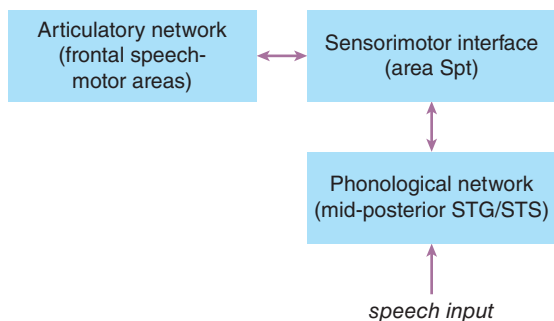 Articulatory network
(frontal speech-
motor areas)
Sensorimotor interface
(area Spt)
Phonological network
(mid-posterior STG/STS)
speech input